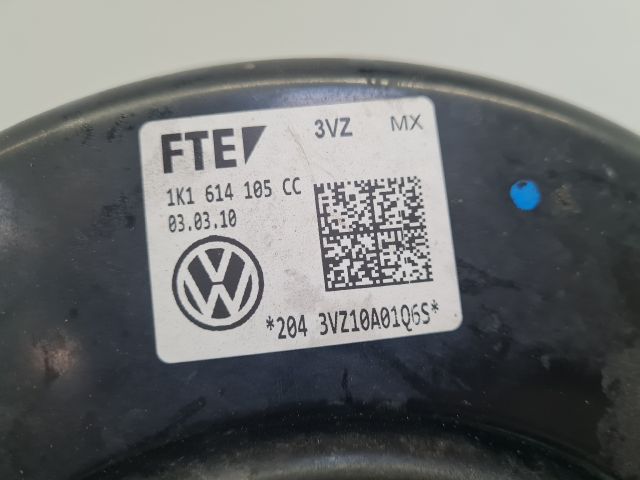 FTE 3VZ MX
1K1 614 105 CC
03.03.10
*204 3VZ10A01Q6S*